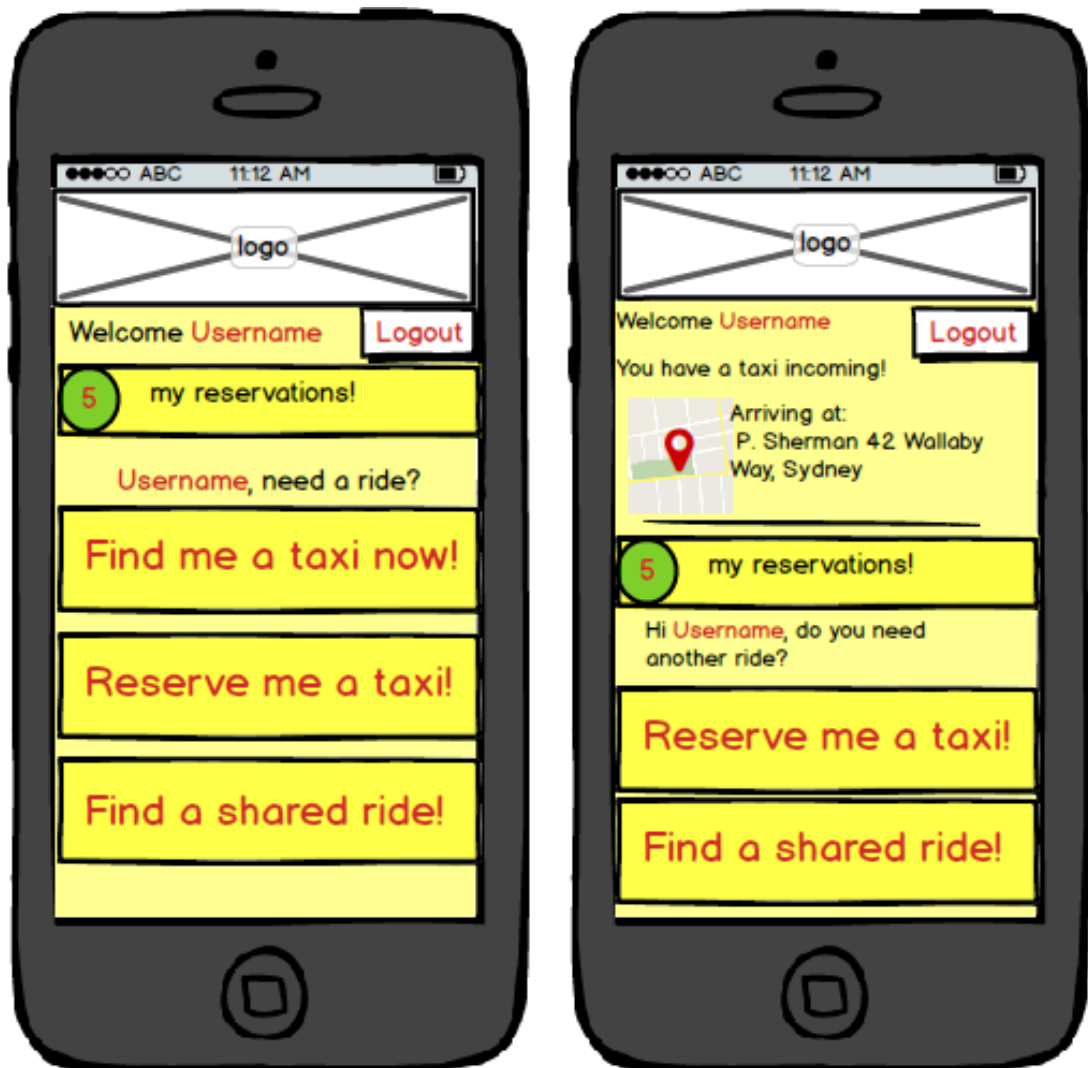 ABC 11:12 AM
logo
Welcome Username Logout
5 my reservations!
Username, need a ride?
Find me a taxi now!
Reserve me a taxi!
Find a shared ride!
ABC 11:12 AM
logo
Welcome Username Logout
You have a taxi incoming!
Arriving at:
P. Sherman 42 Wallaby
Way, Sydney
5 my reservations!
Hi Username, do you need
another ride?
Reserve me a taxi!
Find a shared ride!